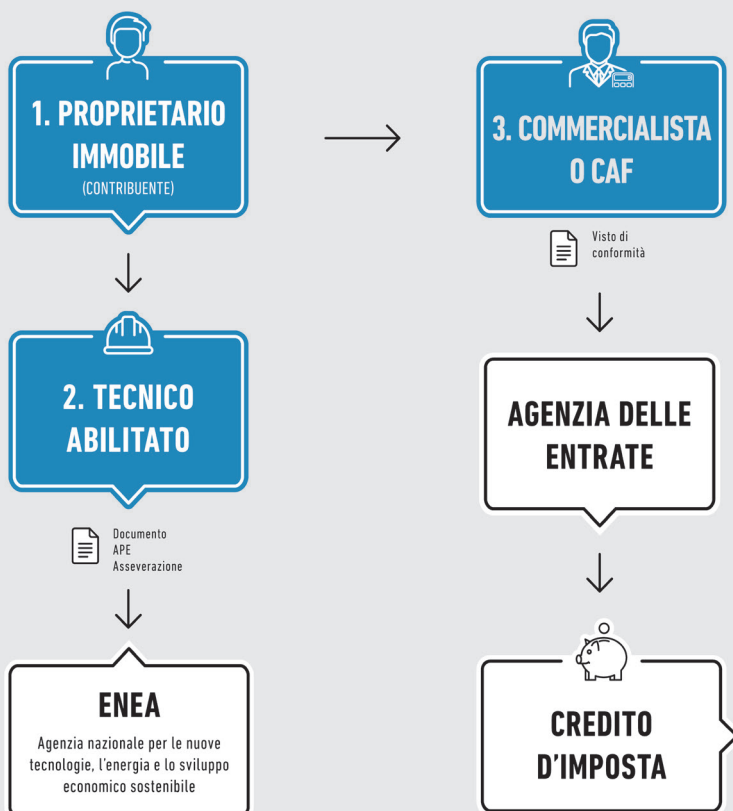 1. PROPRIETARIO
IMMOBILE
(CONTRIBUENTE)
2. TECNICO
ABILITATO
Documento
APE
Asseverazione
ENEA
Agenzia nazionale per le nuove
tecnologie, l'energia e lo sviluppo
economico sostenibile
3. COMMERCIALISTA
O CAF
Visto di
conformità
AGENZIA DELLE
ENTRATE
CREDITO
D'IMPOSTA